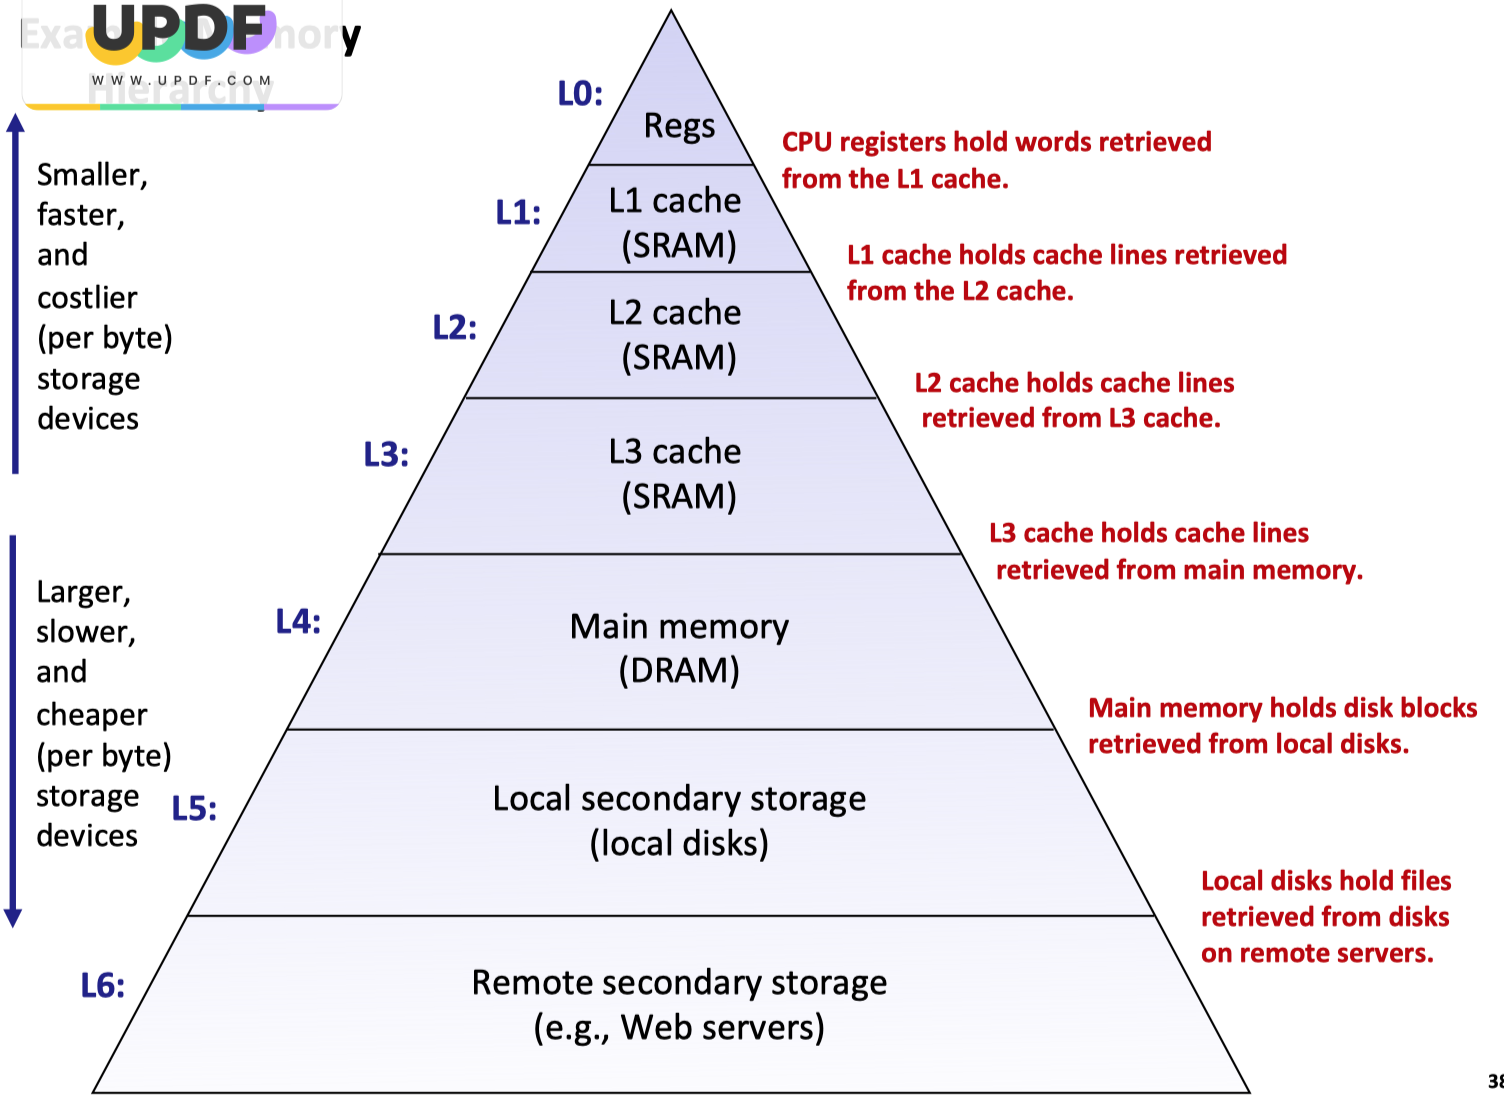 Example Memory
Hierarchy
UPDF
WWW.UPDF.COM
L0:
Regs
CPU registers hold words retrieved
from the L1 cache.
Smaller,
faster,
and
costlier
(per byte)
storage
devices
L1:
L1 cache
(SRAM)
L1 cache holds cache lines retrieved
from the L2 cache.
L2:
L2 cache
(SRAM)
L2 cache holds cache lines
retrieved from L3 cache.
L3:
L3 cache
(SRAM)
L3 cache holds cache lines
retrieved from main memory.
Larger,
slower,
and
cheaper
(per byte)
storage
devices
L4:
Main memory
(DRAM)
Main memory holds disk blocks
retrieved from local disks.
L5:
Local secondary storage
(local disks)
Local disks hold files
retrieved from disks
on remote servers.
L6:
Remote secondary storage
(e.g., Web servers)
38